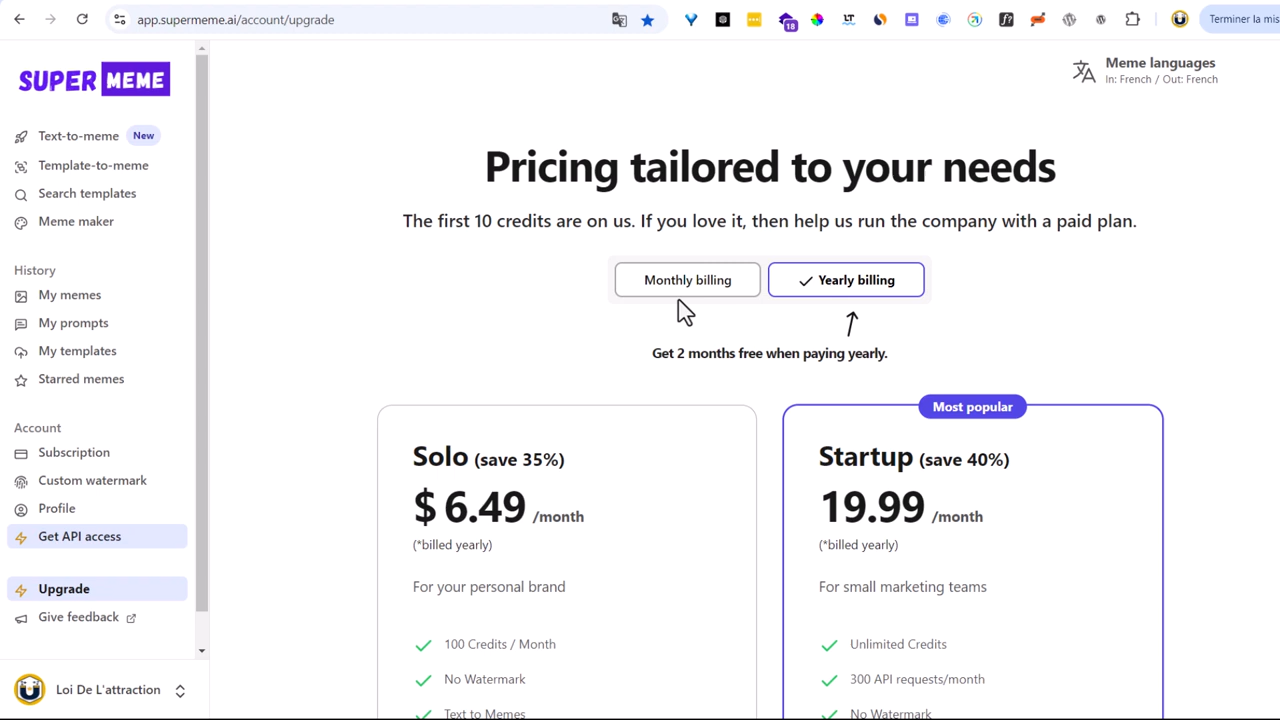 app.supermeme.ai/account/upgrade
18
Terminer la mis
SUPER MEME
Meme languages
In: French / Out: French
Text-to-meme New
Template-to-meme
Search templates
Meme maker
History
My memes
My prompts
My templates
Starred memes
Account
Subscription
Custom watermark
Profile
Get API access
Upgrade
Give feedback
Loi De L'attraction
Pricing tailored to your needs
The first 10 credits are on us. If you love it, then help us run the company with a paid plan.
Monthly billing
Yearly billing
Get 2 months free when paying yearly.
Solo (save 35%)
$ 6.49 /month
(*billed yearly)
For your personal brand
100 Credits / Month
No Watermark
Text to Memes
Most popular
Startup (save 40%)
19.99 /month
(*billed yearly)
For small marketing teams
Unlimited Credits
300 API requests/month
No Watermark